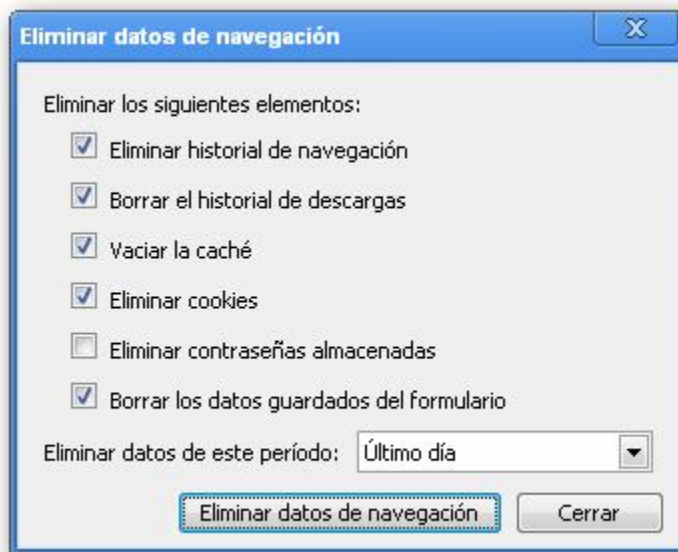 Eliminar datos de navegación
Eliminar los siguientes elementos:
Eliminar historial de navegación
Borrar el historial de descargas
Vaciar la caché
Eliminar cookies
Eliminar contraseñas almacenadas
Borrar los datos guardados del formulario
Eliminar datos de este período: Último día
Eliminar datos de navegación Cerrar